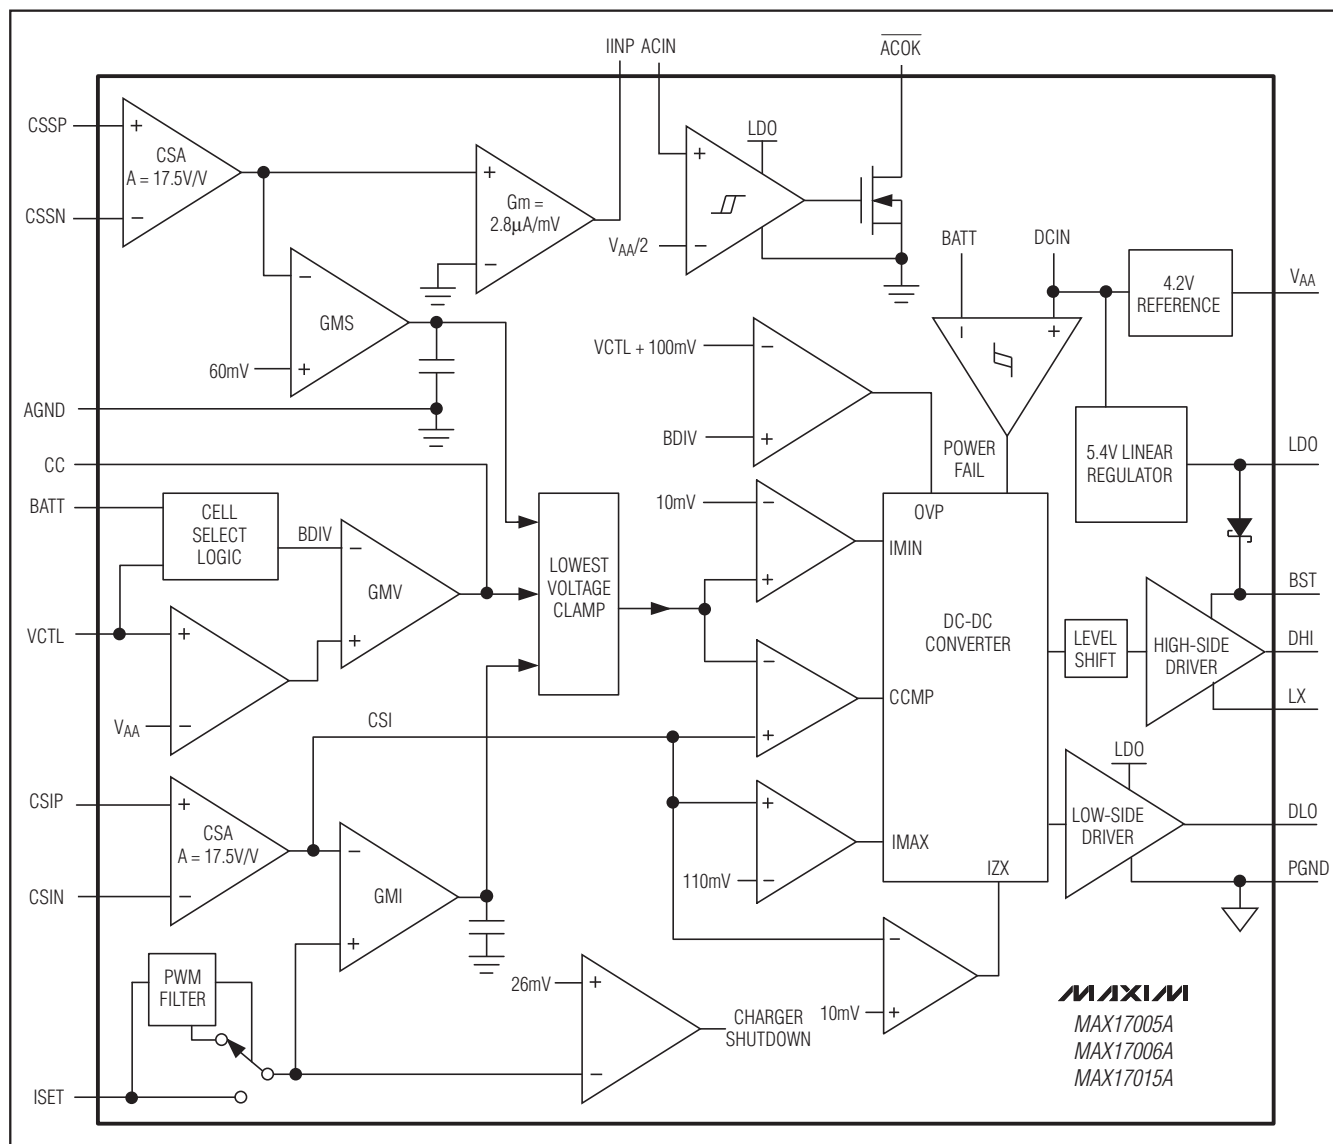 IINP ACIN
ACOK
CSSP
+
CSA
A = 17.5V/V
CSSN
−
+
Gm =
2.8µA/mV
−
LDO
+
VAA/2
−
−
GMS
60mV
+
AGND
BATT
DCIN
−
+
4.2V
REFERENCE
VAA
VCTL + 100mV
−
BDIV
+
POWER
FAIL
5.4V LINEAR
REGULATOR
LDO
CC
BATT
CELL
SELECT
LOGIC
BDIV
−
GMV
+
LOWEST
VOLTAGE
CLAMP
10mV
−
+
OVP
IMIN
DC-DC
CONVERTER
CCMP
IMAX
IZX
LEVEL
SHIFT
HIGH-SIDE
DRIVER
BST
DHI
LX
VCTL
+
VAA
−
CSI
−
+
CSIP
+
CSA
A = 17.5V/V
CSIN
−
−
GMI
+
+
110mV
−
LDO
LOW-SIDE
DRIVER
DLO
PGND
PWM
FILTER
ISET
26mV
+
−
CHARGER
SHUTDOWN
−
10mV
+
MAXIM
MAX17005A
MAX17006A
MAX17015A